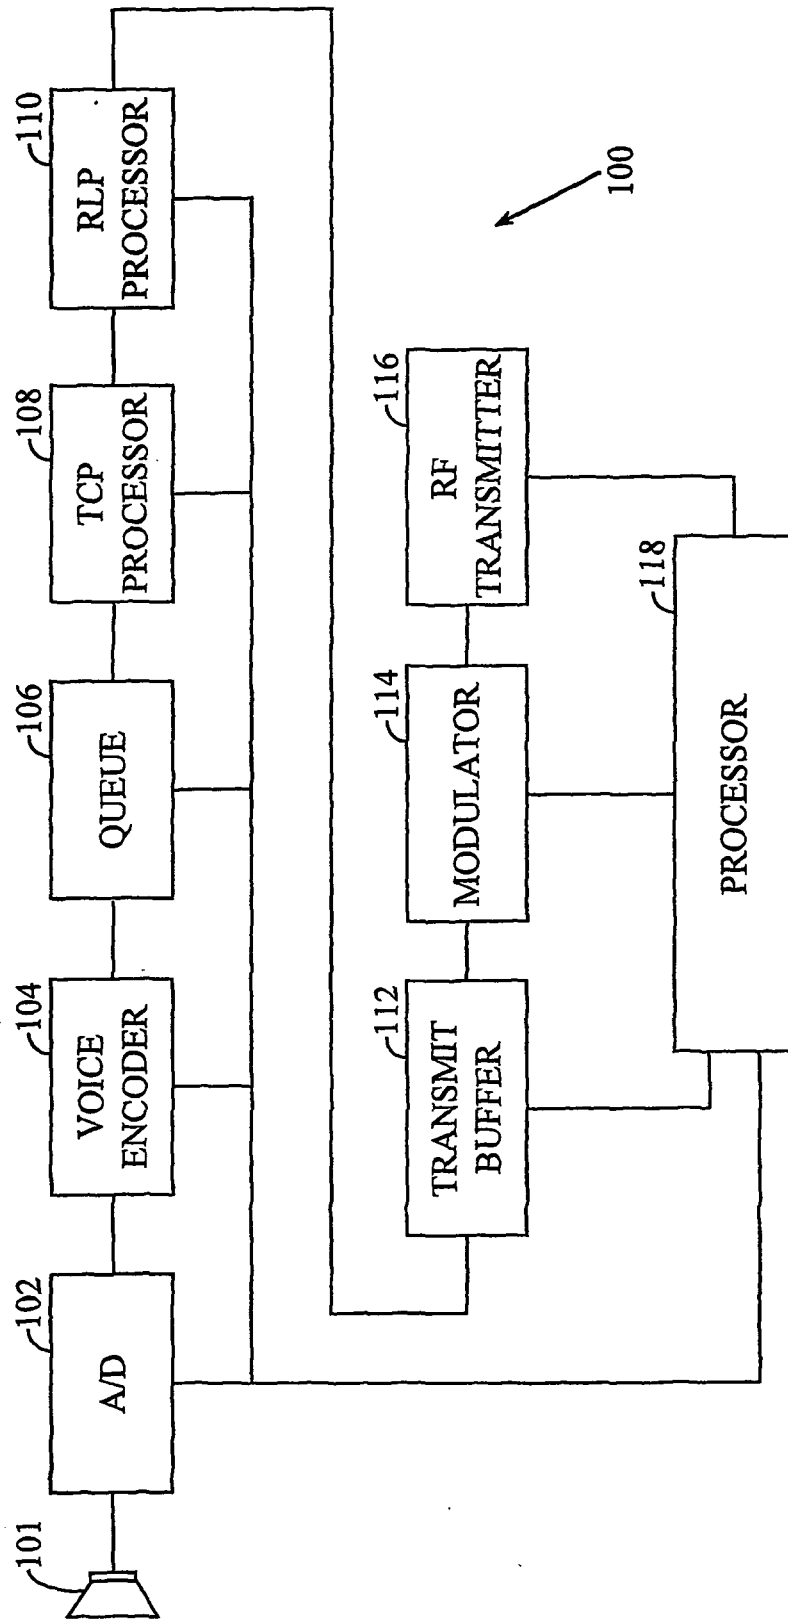 101
102
A/D
104
VOICE
ENCODER
106
QUEUE
108
TCP
PROCESSOR
110
RLP
PROCESSOR
112
TRANSMIT
BUFFER
114
MODULATOR
116
RF
TRANSMITTER
100
118
PROCESSOR